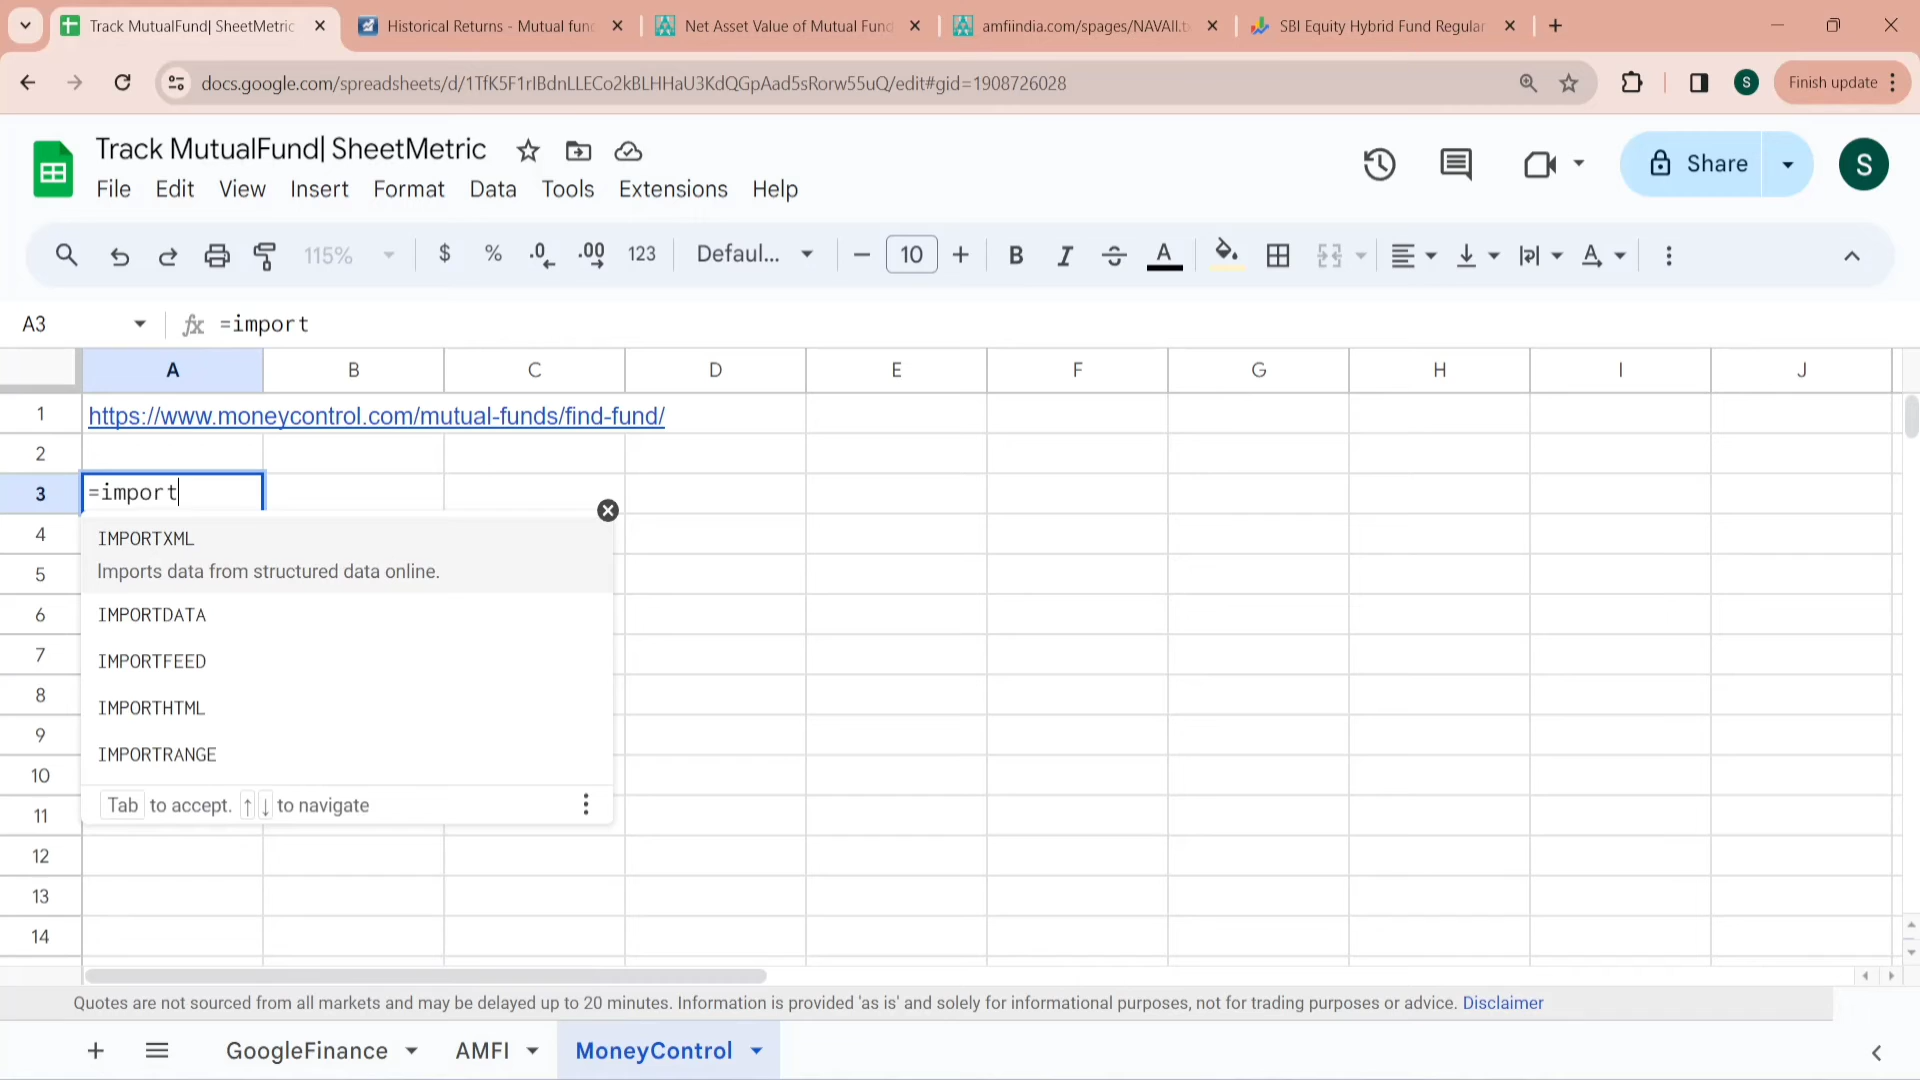 Track MutualFund| SheetMetric
Historical Returns - Mutual fun
Net Asset Value of Mutual Fund
amfiindia.com/spages/NAVAll.t
SBI Equity Hybrid Fund Regular
docs.google.com/spreadsheets/d/1TfK5F1rIBdnLLECo2kBLHHaU3KdQGpAad5sRorw55uQ/edit#gid=1908726028
S
Finish update
Track MutualFund| SheetMetric
File Edit View Insert Format Data Tools Extensions Help
Share
S
115% $ % .0 .00 123 Defaul... 10 B I S A
A3
fx =import
A B C D E F G H I J
1 https://www.moneycontrol.com/mutual-funds/find-fund/
2
3 =import
4 IMPORTXML
5 Imports data from structured data online.
6 IMPORTDATA
7 IMPORTFEED
8 IMPORTHTML
9 IMPORTRANGE
10
11 Tab to accept. ↑ ↓ to navigate
12
13
14
Quotes are not sourced from all markets and may be delayed up to 20 minutes. Information is provided 'as is' and solely for informational purposes, not for trading purposes or advice. Disclaimer
GoogleFinance AMFI MoneyControl